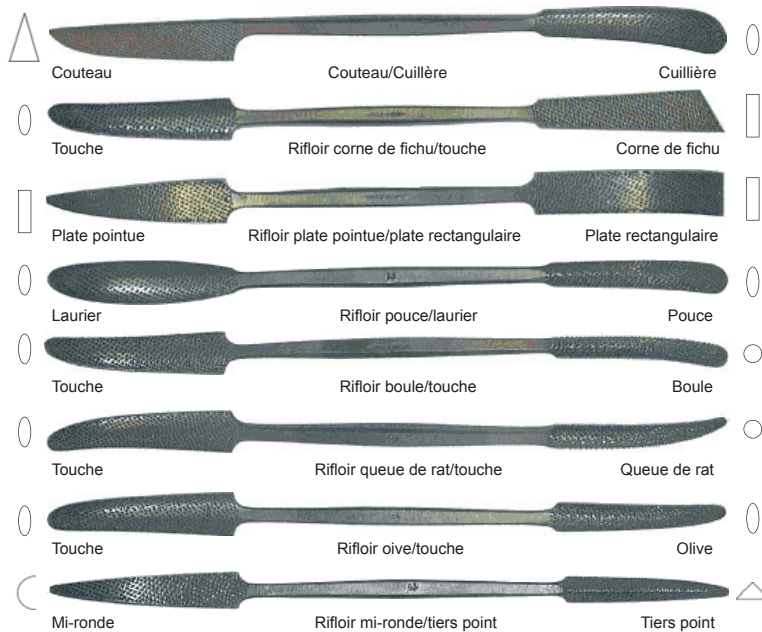 Couteau Couteau/Cuillère Cuillière
Touche Rifloir corne de fichu/touche Corne de fichu
Plate pointue Rifloir plate pointue/plate rectangulaire Plate rectangulaire
Laurier Rifloir pouce/laurier Pouce
Touche Rifloir boule/touche Boule
Touche Rifloir queue de rat/touche Queue de rat
Touche Rifloir oive/touche Olive
Mi-ronde Rifloir mi-ronde/tiers point Tiers point